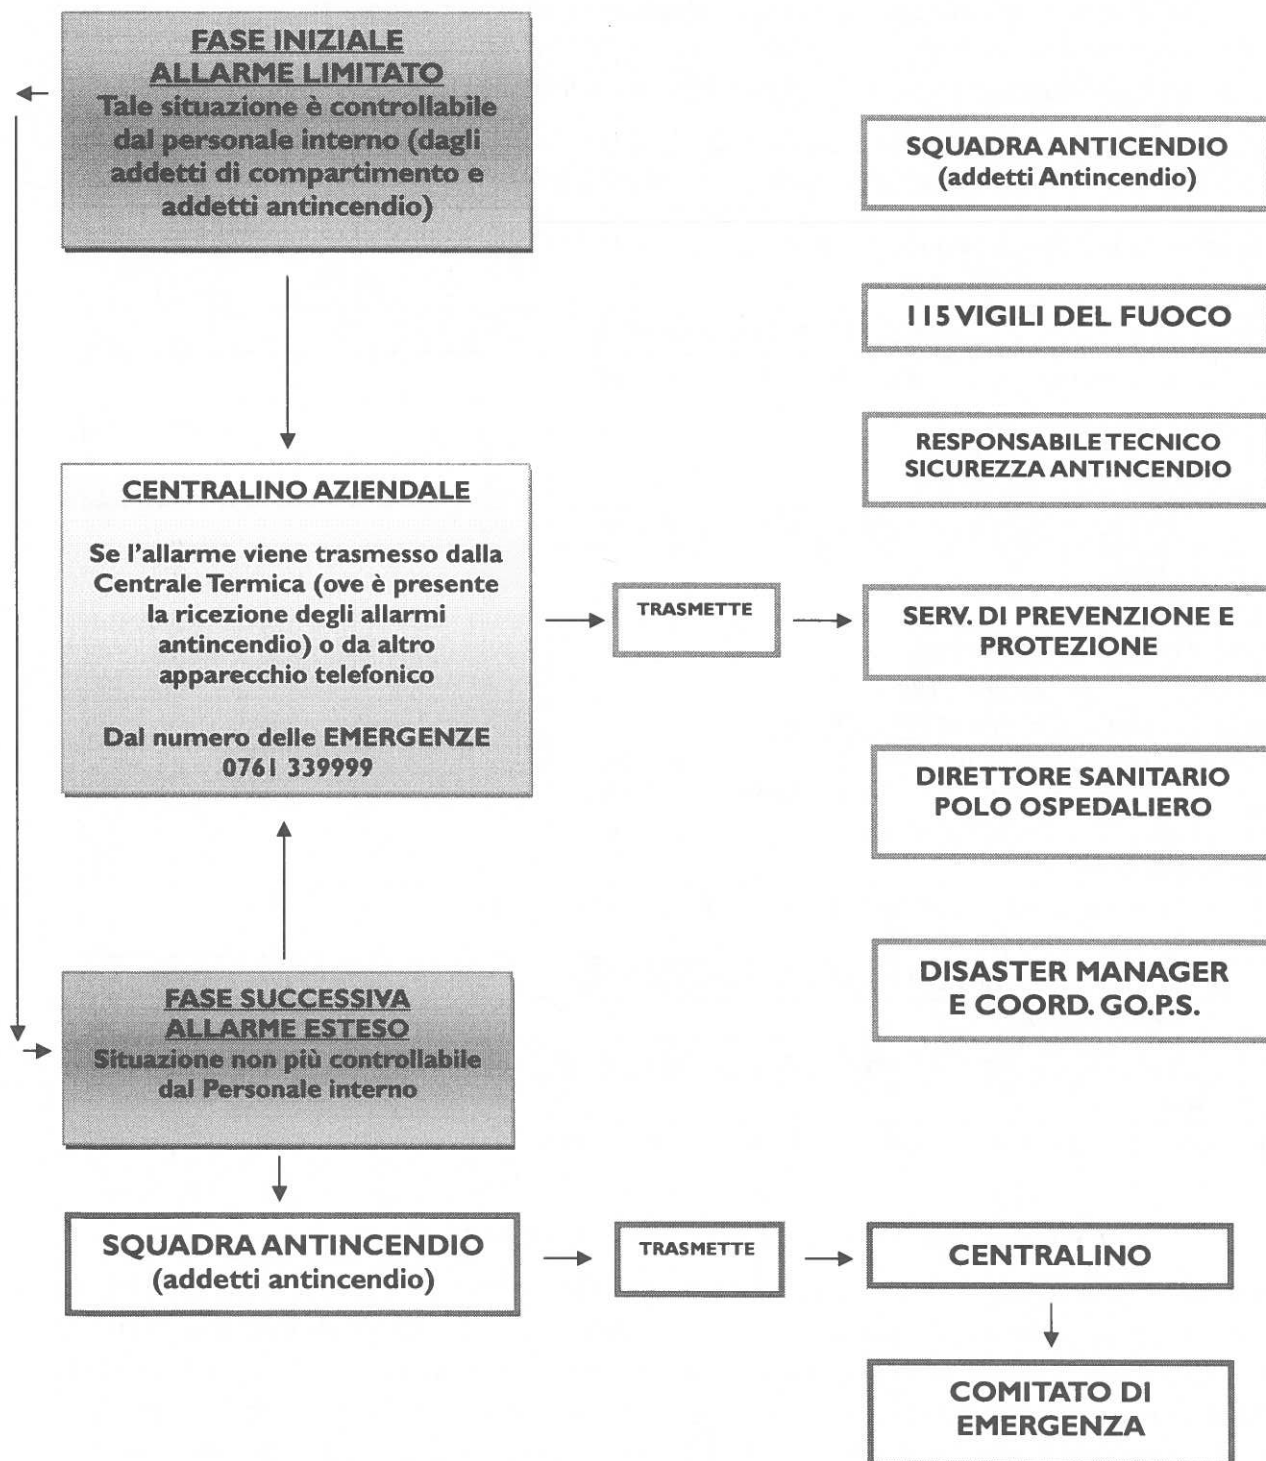 FASE INIZIALE
ALLARME LIMITATO
Tale situazione è controllabile
dal personale interno (dagli
addetti di compartimento e
addetti antincendio)
SQUADRA ANTICENDIO
(addetti Antincendio)
115 VIGILI DEL FUOCO
RESPONSABILE TECNICO
SICUREZZA ANTINCENDIO
CENTRALINO AZIENDALE
Se l'allarme viene trasmesso dalla
Centrale Termica (ove è presente
la ricezione degli allarmi
antincendio) o da altro
apparecchio telefonico
Dal numero delle EMERGENZE
0761 339999
TRASMETTE
SERV. DI PREVENZIONE E
PROTEZIONE
DIRETTORE SANITARIO
POLO OSPEDALIERO
DISASTER MANAGER
E COORD. GO.P.S.
FASE SUCCESSIVA
ALLARME ESTESO
Situazione non più controllabile
dal Personale interno
SQUADRA ANTINCENDIO
(addetti antincendio)
TRASMETTE
CENTRALINO
COMITATO DI
EMERGENZA